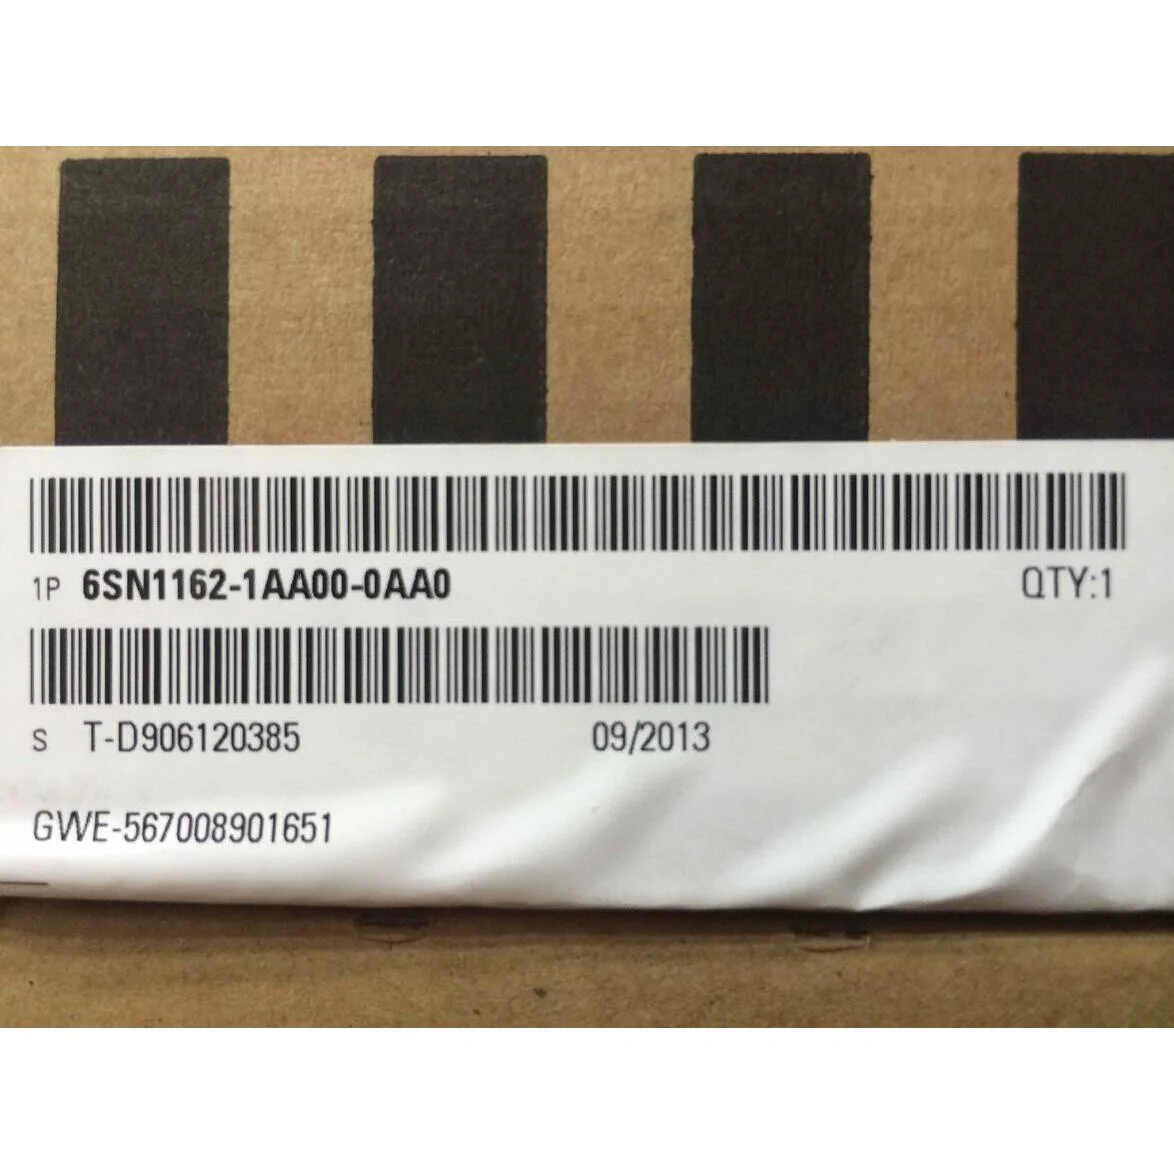 1P 6SN1162-1AA00-0AA0 QTY:1
S T-D906120385 09/2013
GWE-567008901651